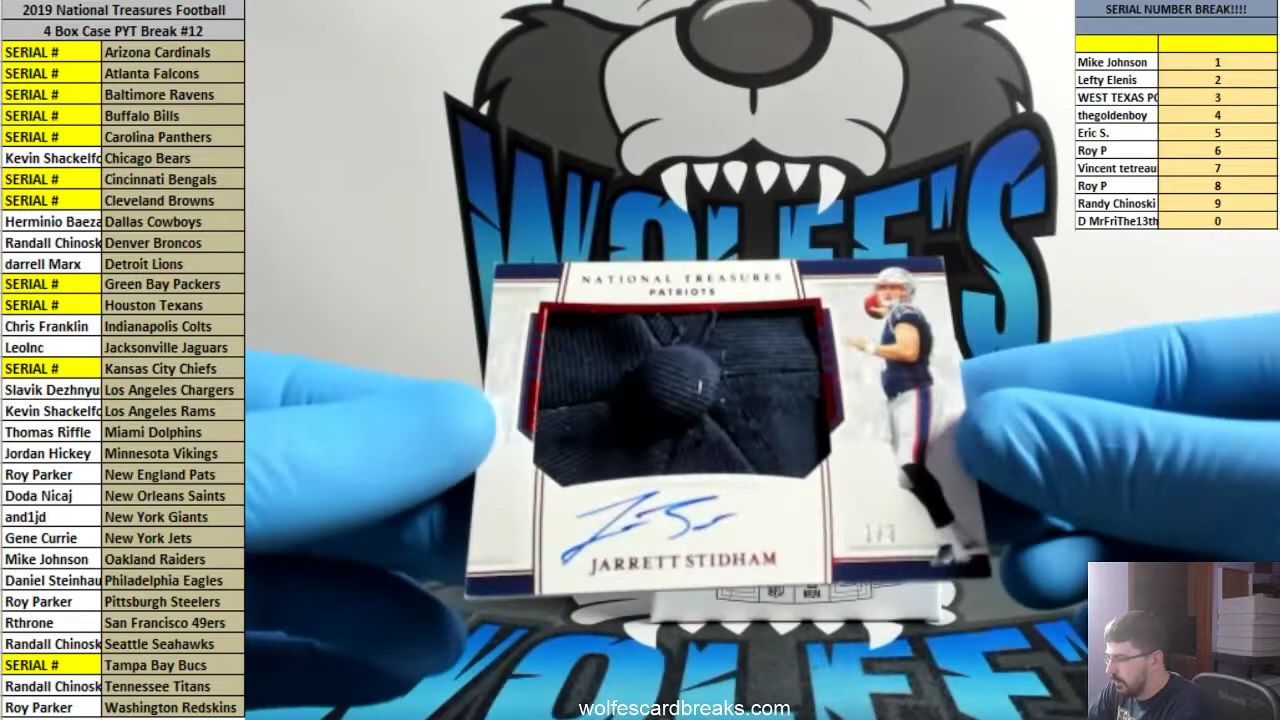 2019 National Treasures Football
4 Box Case PYT Break #12
SERIAL # Arizona Cardinals
SERIAL # Atlanta Falcons
SERIAL # Baltimore Ravens
SERIAL # Buffalo Bills
SERIAL # Carolina Panthers
Kevin Shackelfo Chicago Bears
SERIAL # Cincinnati Bengals
SERIAL # Cleveland Browns
Herminio Baeza Dallas Cowboys
Randall Chinosk Denver Broncos
darrell Marx Detroit Lions
SERIAL # Green Bay Packers
SERIAL # Houston Texans
Chris Franklin Indianapolis Colts
LeoInc Jacksonville Jaguars
SERIAL # Kansas City Chiefs
Slavik Dezhnyu Los Angeles Chargers
Kevin Shackelfo Los Angeles Rams
Thomas Riffle Miami Dolphins
Jordan Hickey Minnesota Vikings
Roy Parker New England Pats
Doda Nicaj New Orleans Saints
and1jd New York Giants
Gene Currie New York Jets
Mike Johnson Oakland Raiders
Daniel Steinhau Philadelphia Eagles
Roy Parker Pittsburgh Steelers
Rthrone San Francisco 49ers
Randall Chinosk Seattle Seahawks
SERIAL # Tampa Bay Bucs
Randall Chinosk Tennessee Titans
Roy Parker Washington Redskins
WOLFE'S
NATIONAL TREASURES
PATRIOTS
JARRETT STIDHAM
WOLFE'
wolfescardbreaks.com
SERIAL NUMBER BREAK!!!!
Mike Johnson 1
Lefty Elenis 2
WEST TEXAS PO 3
thegoldenboy 4
Eric S. 5
Roy P 6
Vincent tetreau 7
Roy P 8
Randy Chinoski 9
D MrFriThe13th 0